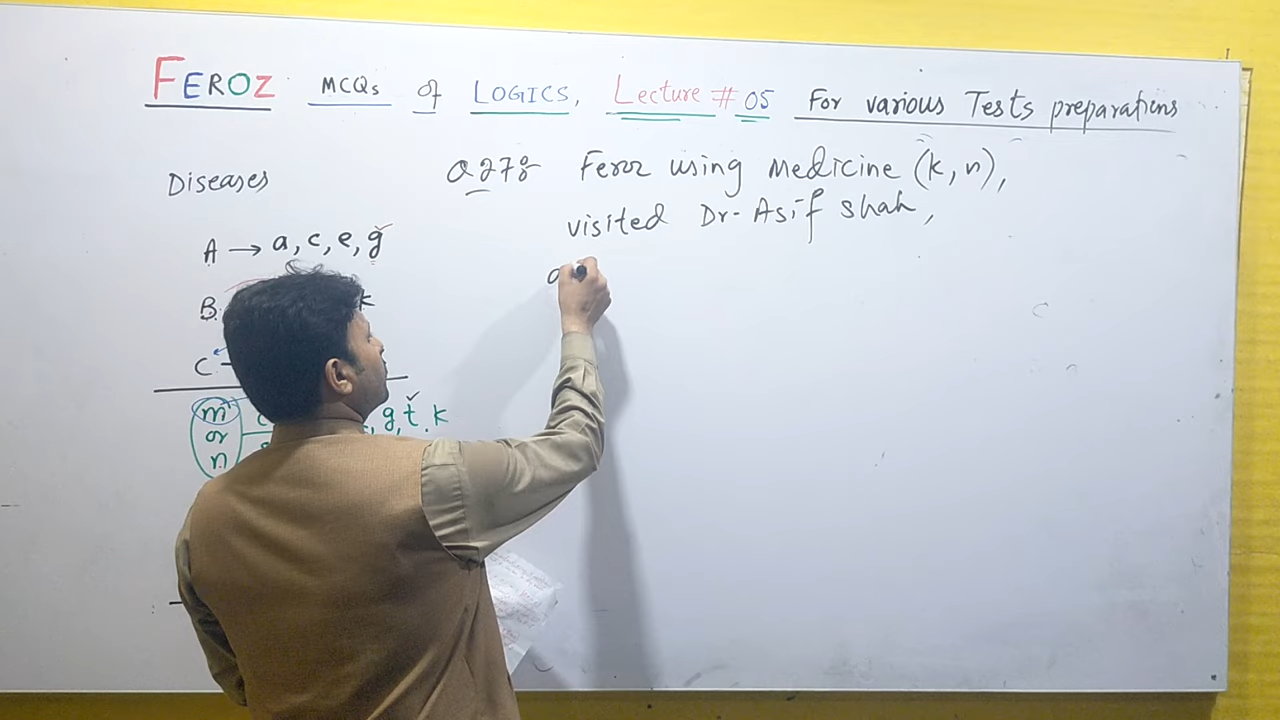 FEROZ MCQs of LOGICS, Lecture # 05 For various Tests preparations
Diseases
A → a, c, e, g
B k
C
m
or
n
g, t, k
Feroz using medicine (k, n),
visited Dr- Asif Shah,